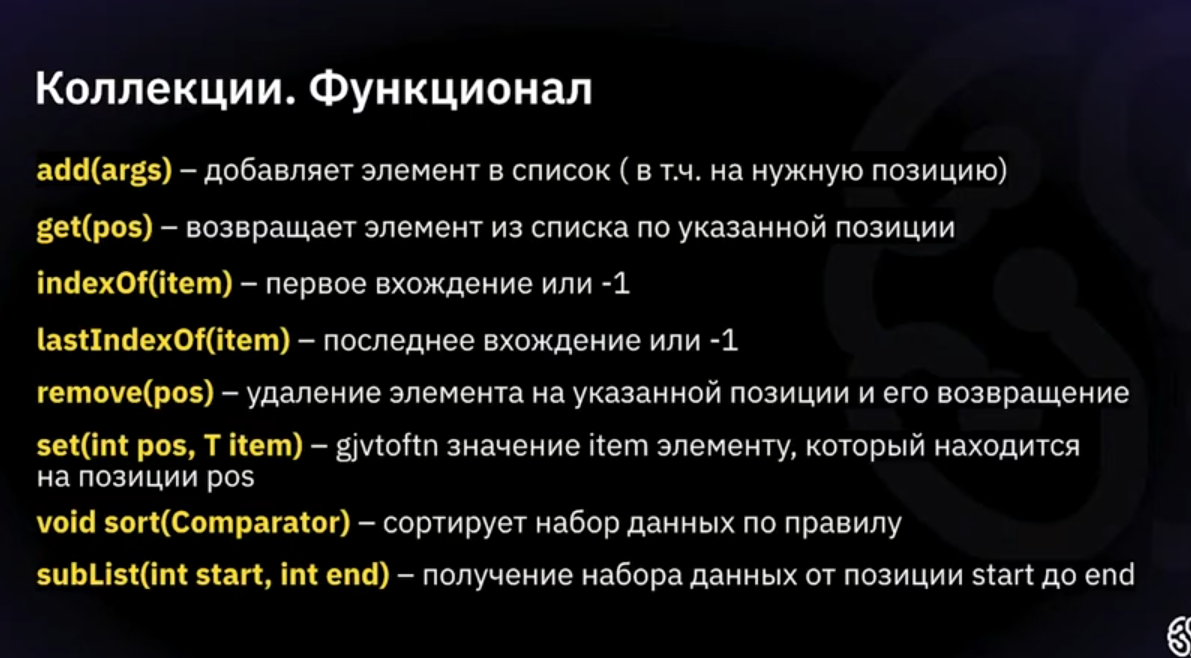 Коллекции. Функционал
add(args) – добавляет элемент в список ( в т.ч. на нужную позицию)
get(pos) – возвращает элемент из списка по указанной позиции
indexOf(item) – первое вхождение или -1
lastIndexOf(item) – последнее вхождение или -1
remove(pos) – удаление элемента на указанной позиции и его возвращение
set(int pos, T item) – gjvtoftn значение item элементу, который находится
на позиции pos
void sort(Comparator) – сортирует набор данных по правилу
subList(int start, int end) – получение набора данных от позиции start до end